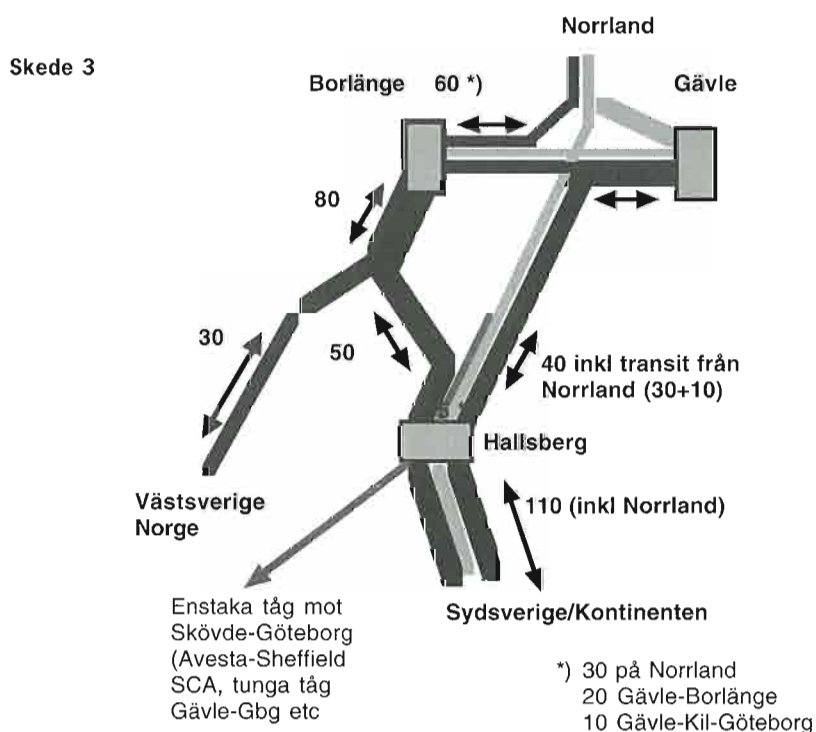 Norrland
Skede 3
Borlänge 60 *) Gävle
80
30
50
40 inkl transit från
Norrland (30+10)
Hallsberg
Västsverige
Norge
110 (inkl Norrland)
Enstaka tåg mot
Skövde-Göteborg
(Avesta-Sheffield
SCA, tunga tåg
Gävle-Gbg etc
Sydsverige/Kontinenten
*) 30 på Norrland
20 Gävle-Borlänge
10 Gävle-Kil-Göteborg